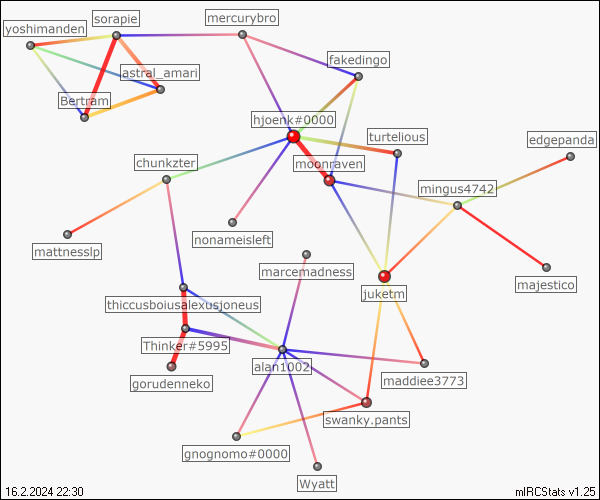 mercurybro
sorapie
yoshimanden
fakedingo
astral_amari
Bertram
hjoenk#0000
turtelious
edgepanda
chunkzter
moonraven
mingus4742
nonameisleft
mattnesslp
marcemadness
majestico
juketm
thiccusboiusalexusjoneus
Thinker#5995
alan1002
gorudenneko
maddiee3773
swanky.pants
gnognomo#0000
Wyatt
16.2.2024 22:30
mIRCStats v1.25